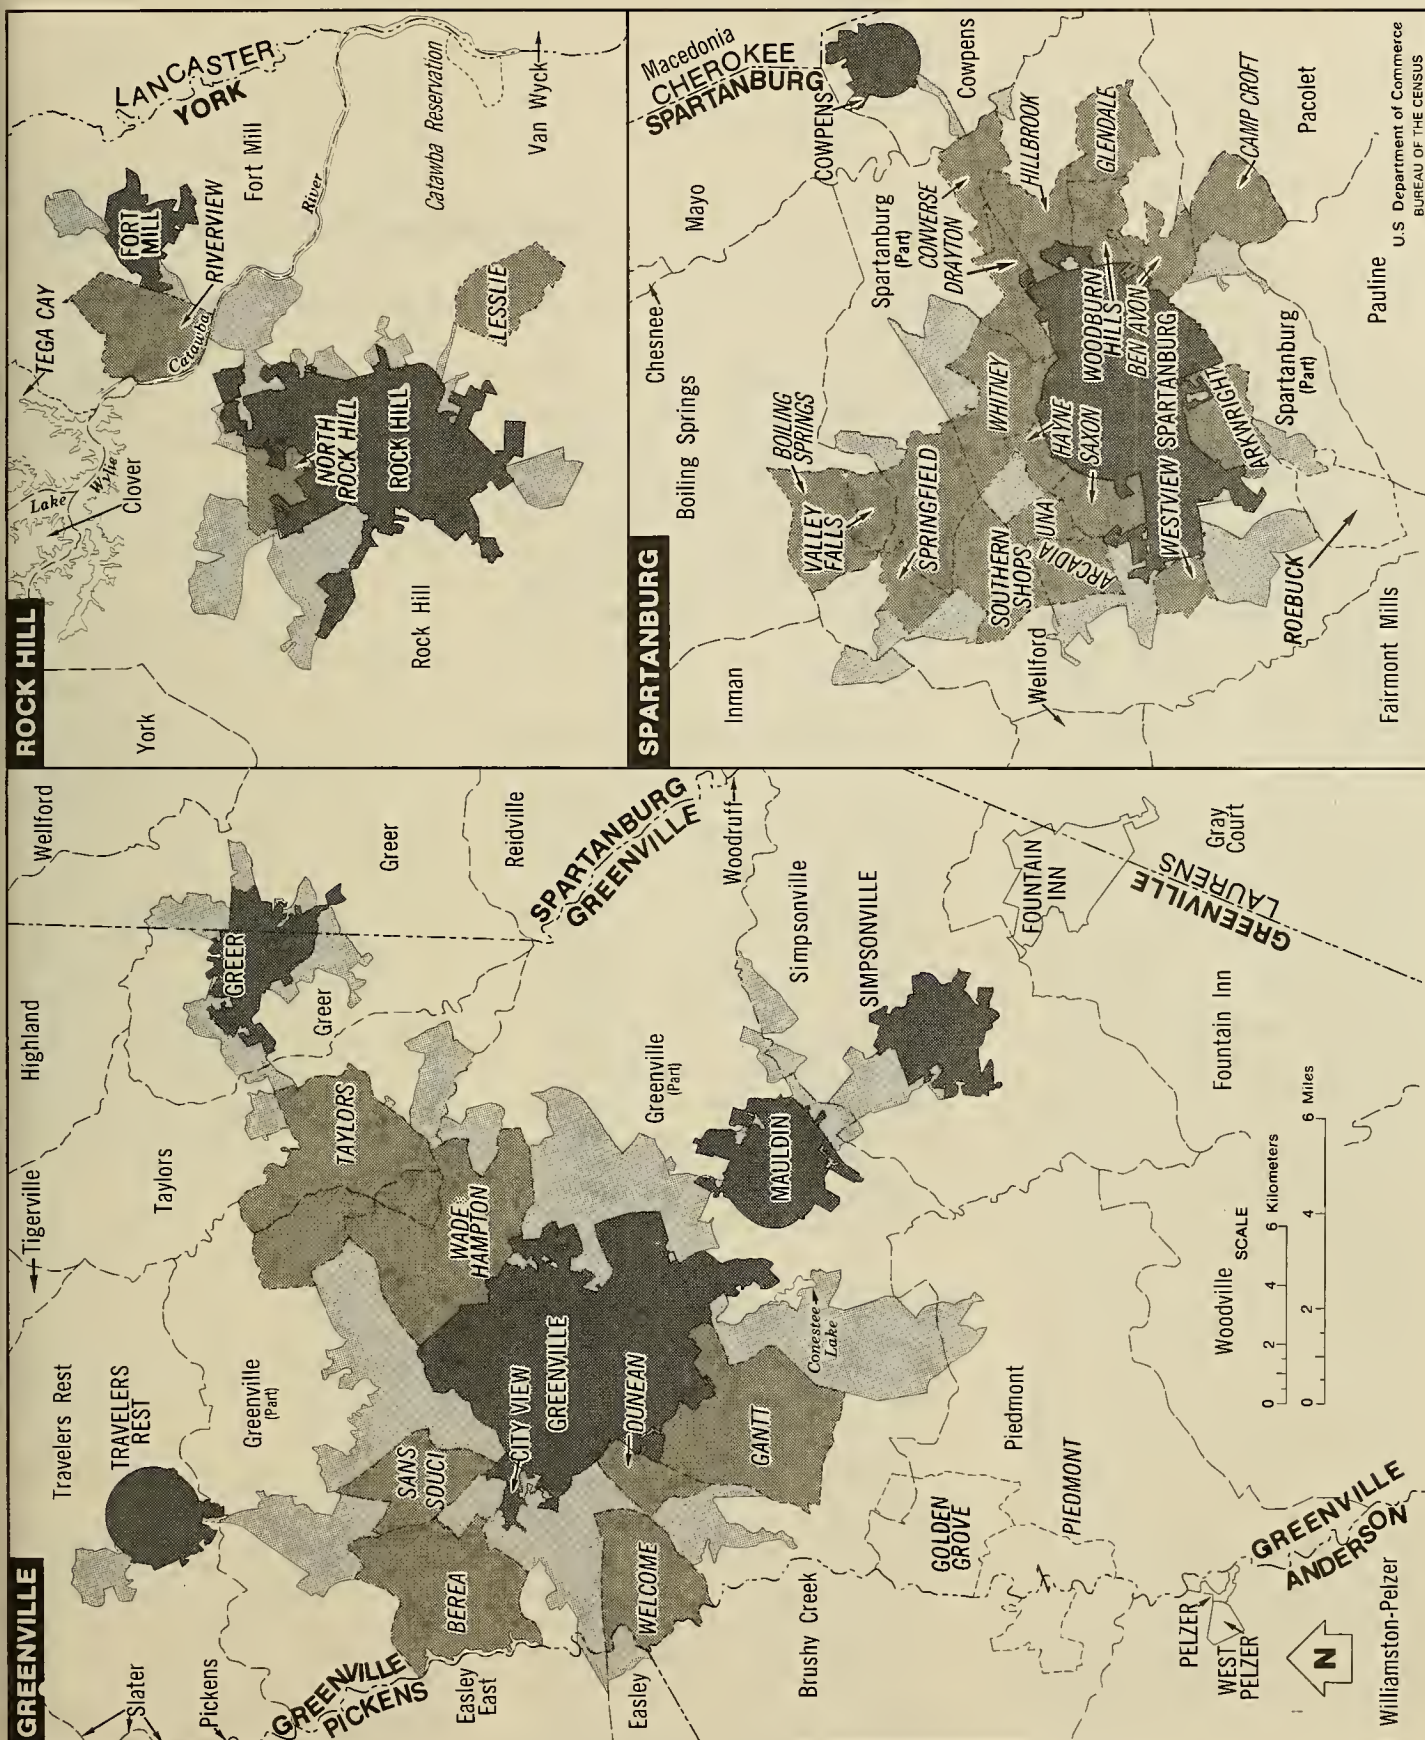 GREENVILLE
Slater
Pickens
Travelers Rest
TRAVELERS
REST
Tigerville
Highland
Wellford
Taylors
GREER
Greer
Greer
Greenville
(Part)
TAYLORS
Reidville
SPARTANBURG
GREENVILLE
WADE
HAMPTON
Greenville
(Part)
Woodruff
Simpsonville
SIMPSONVILLE
MAULDIN
SANS
SOUCI
BEREA
CITY VIEW
GREENVILLE
DUNEAN
WELCOME
GANTT
Conestee
Lake
GREENVILLE
PICKENS
Easley
East
Easley
Brushy Creek
GOLDEN
GROVE
Piedmont
PIEDMONT
FOUNTAIN
INN
Gray
Court
GREENVILLE
LAURENS
Fountain Inn
Woodville
PELZER
WEST
PELZER
GREENVILLE
ANDERSON
Williamston-Pelzer
N
SCALE
0 2 4 6 Kilometers
0 2 4 6 Miles
ROCK HILL
York
TEGA CAY
Lake
Wylie
Clover
LANCASTER
YORK
FORT
MILL
Fort Mill
RIVERVIEW
Catawba
River
NORTH
ROCK HILL
ROCK HILL
Rock Hill
LESSLIE
Catawba Reservation
Van Wyck
SPARTANBURG
Inman
Boiling Springs
Chesnee
Mayo
Macedonia
CHEROKEE
SPARTANBURG
COWPENS
Cowpens
BOILING
SPRINGS
VALLEY
FALLS
SPRINGFIELD
Spartanburg
(Part)
CONVERSE
DRAYTON
HILLBROOK
GLENDALE
WHITNEY
SOUTHERN
SHOPS
HAYNE
SAXON
UNA
ARCADIA
WOODBURN
HILLS
BEN AVON
WESTVIEW SPARTANBURG
ARKWRIGHT
CAMP CROFT
Wellford
Spartanburg
(Part)
ROEBUCK
Pacolet
Pauline
Fairmont Mills
U.S Department of Commerce
BUREAU OF THE CENSUS